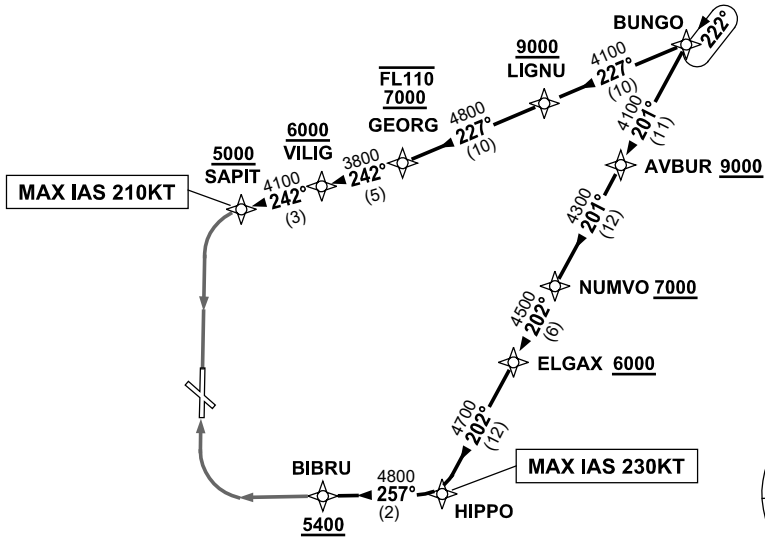 BUNGO
222°
9000
LIGNU
4100
227°
(10)
FL110
7000
GEORG
4800
227°
(10)
4100
201°
(11)
6000
VILIG
3800
242°
(5)
AVBUR 9000
5000
SAPIT
4100
242°
(3)
MAX IAS 210KT
4300
201°
(12)
NUMVO 7000
4500
202°
(6)
ELGAX 6000
4700
202°
(12)
MAX IAS 230KT
BIBRU
4800
257°
(2)
HIPPO
5400